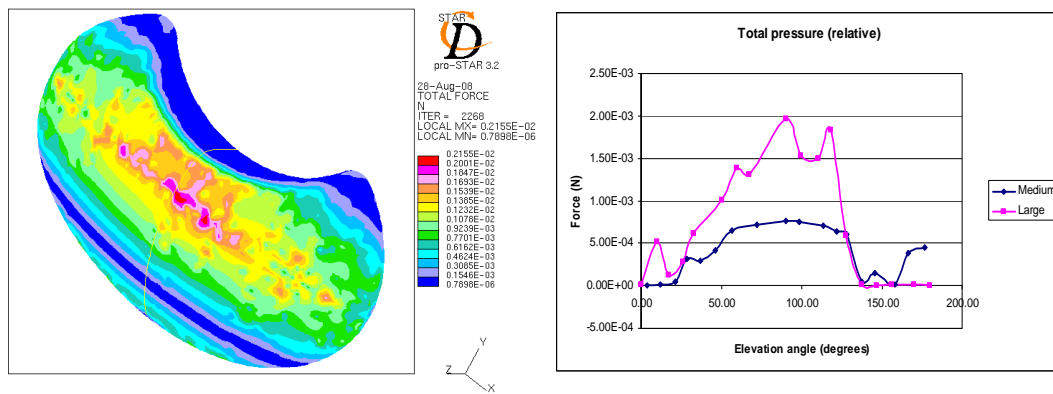 STAR
D
pro-STAR 3.2
28-Aug-08
TOTAL FORCE
N
ITER = 2268
LOCAL MX= 0.2155E-02
LOCAL MN= 0.7898E-06
0.2155E-02
0.2001E-02
0.1847E-02
0.1693E-02
0.1539E-02
0.1385E-02
0.1232E-02
0.1078E-02
0.9239E-03
0.7701E-03
0.6162E-03
0.4624E-03
0.3085E-03
0.1546E-03
0.7898E-06
Y
Z
X
Total pressure (relative)
2.50E-03
2.00E-03
1.50E-03
1.00E-03
5.00E-04
0.00E+00
-5.00E-04
0.00
50.00
100.00
150.00
200.00
Force (N)
Elevation angle (degrees)
Medium
Large